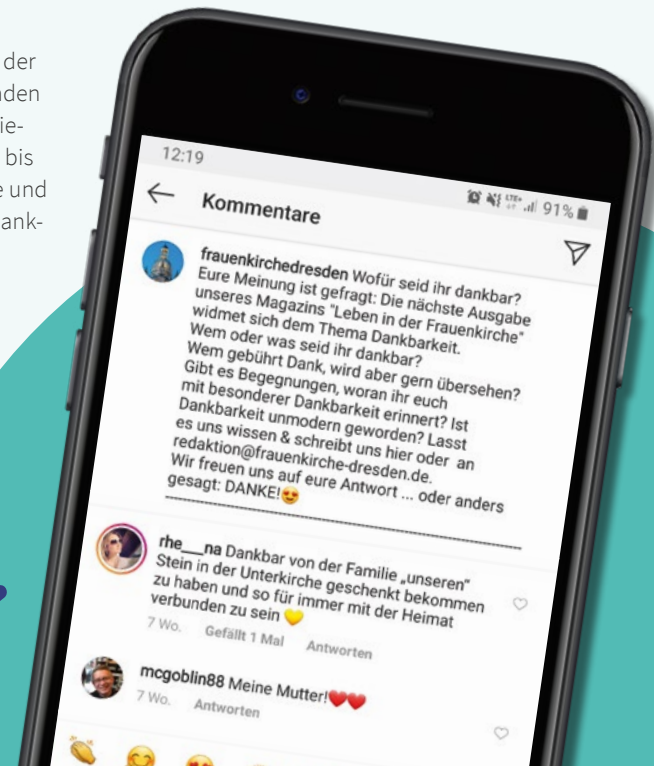 der
nden
ie-
bis
e und
ank-
12:19
LTE+
91%
Kommentare
frauenkirchedresden Wofür seid ihr dankbar?
Eure Meinung ist gefragt: Die nächste Ausgabe
unseres Magazins "Leben in der Frauenkirche"
widmet sich dem Thema Dankbarkeit.
Wem oder was seid ihr dankbar?
Wem gebührt Dank, wird aber gern übersehen?
Gibt es Begegnungen, woran ihr euch
mit besonderer Dankbarkeit erinnert? Ist
Dankbarkeit unmodern geworden? Lasst
es uns wissen & schreibt uns hier oder an
redaktion@frauenkirche-dresden.de.
Wir freuen uns auf eure Antwort ... oder anders
gesagt: DANKE!😍
rhe__na Dankbar von der Familie „unseren"
Stein in der Unterkirche geschenkt bekommen
zu haben und so für immer mit der Heimat
verbunden zu sein 💛
7 Wo. Gefällt 1 Mal Antworten
mcgoblin88 Meine Mutter!❤️❤️
7 Wo. Antworten